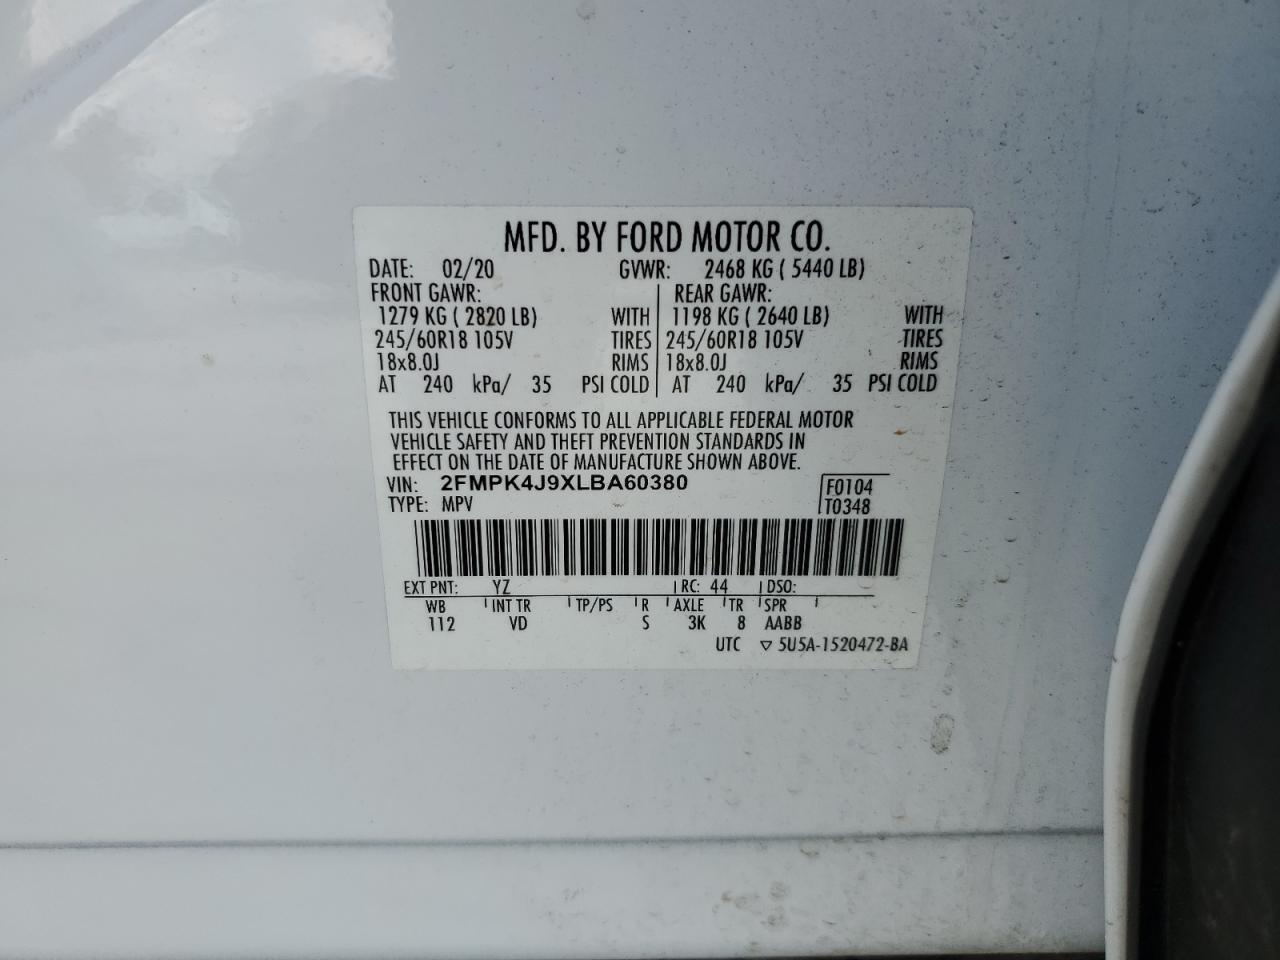 MFD. BY FORD MOTOR CO.
DATE: 02/20 GVWR: 2468 KG ( 5440 LB)
FRONT GAWR: REAR GAWR:
1279 KG ( 2820 LB) WITH 1198 KG ( 2640 LB) WITH
245/60R18 105V TIRES 245/60R18 105V TIRES
18x8.0J RIMS 18x8.0J RIMS
AT 240 kPa/ 35 PSI COLD AT 240 kPa/ 35 PSI COLD
THIS VEHICLE CONFORMS TO ALL APPLICABLE FEDERAL MOTOR
VEHICLE SAFETY AND THEFT PREVENTION STANDARDS IN
EFFECT ON THE DATE OF MANUFACTURE SHOWN ABOVE.
VIN: 2FMPK4J9XLBA60380 F0104
TYPE: MPV T0348
EXT PNT: YZ RC: 44 DSO:
WB INT TR TP/PS R AXLE TR SPR
112 VD S 3K 8 AABB
UTC ▽ 5U5A-1520472-BA